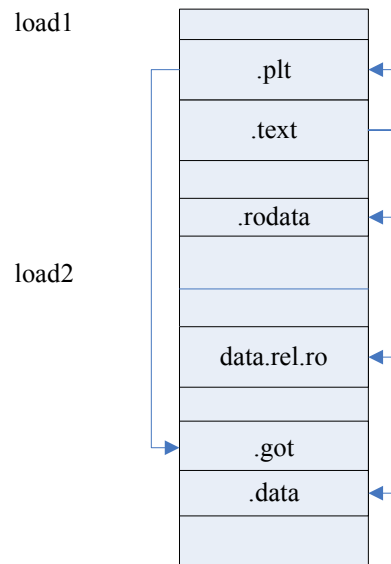 load1
.plt
.text
.rodata
load2
data.rel.ro
.got
.data